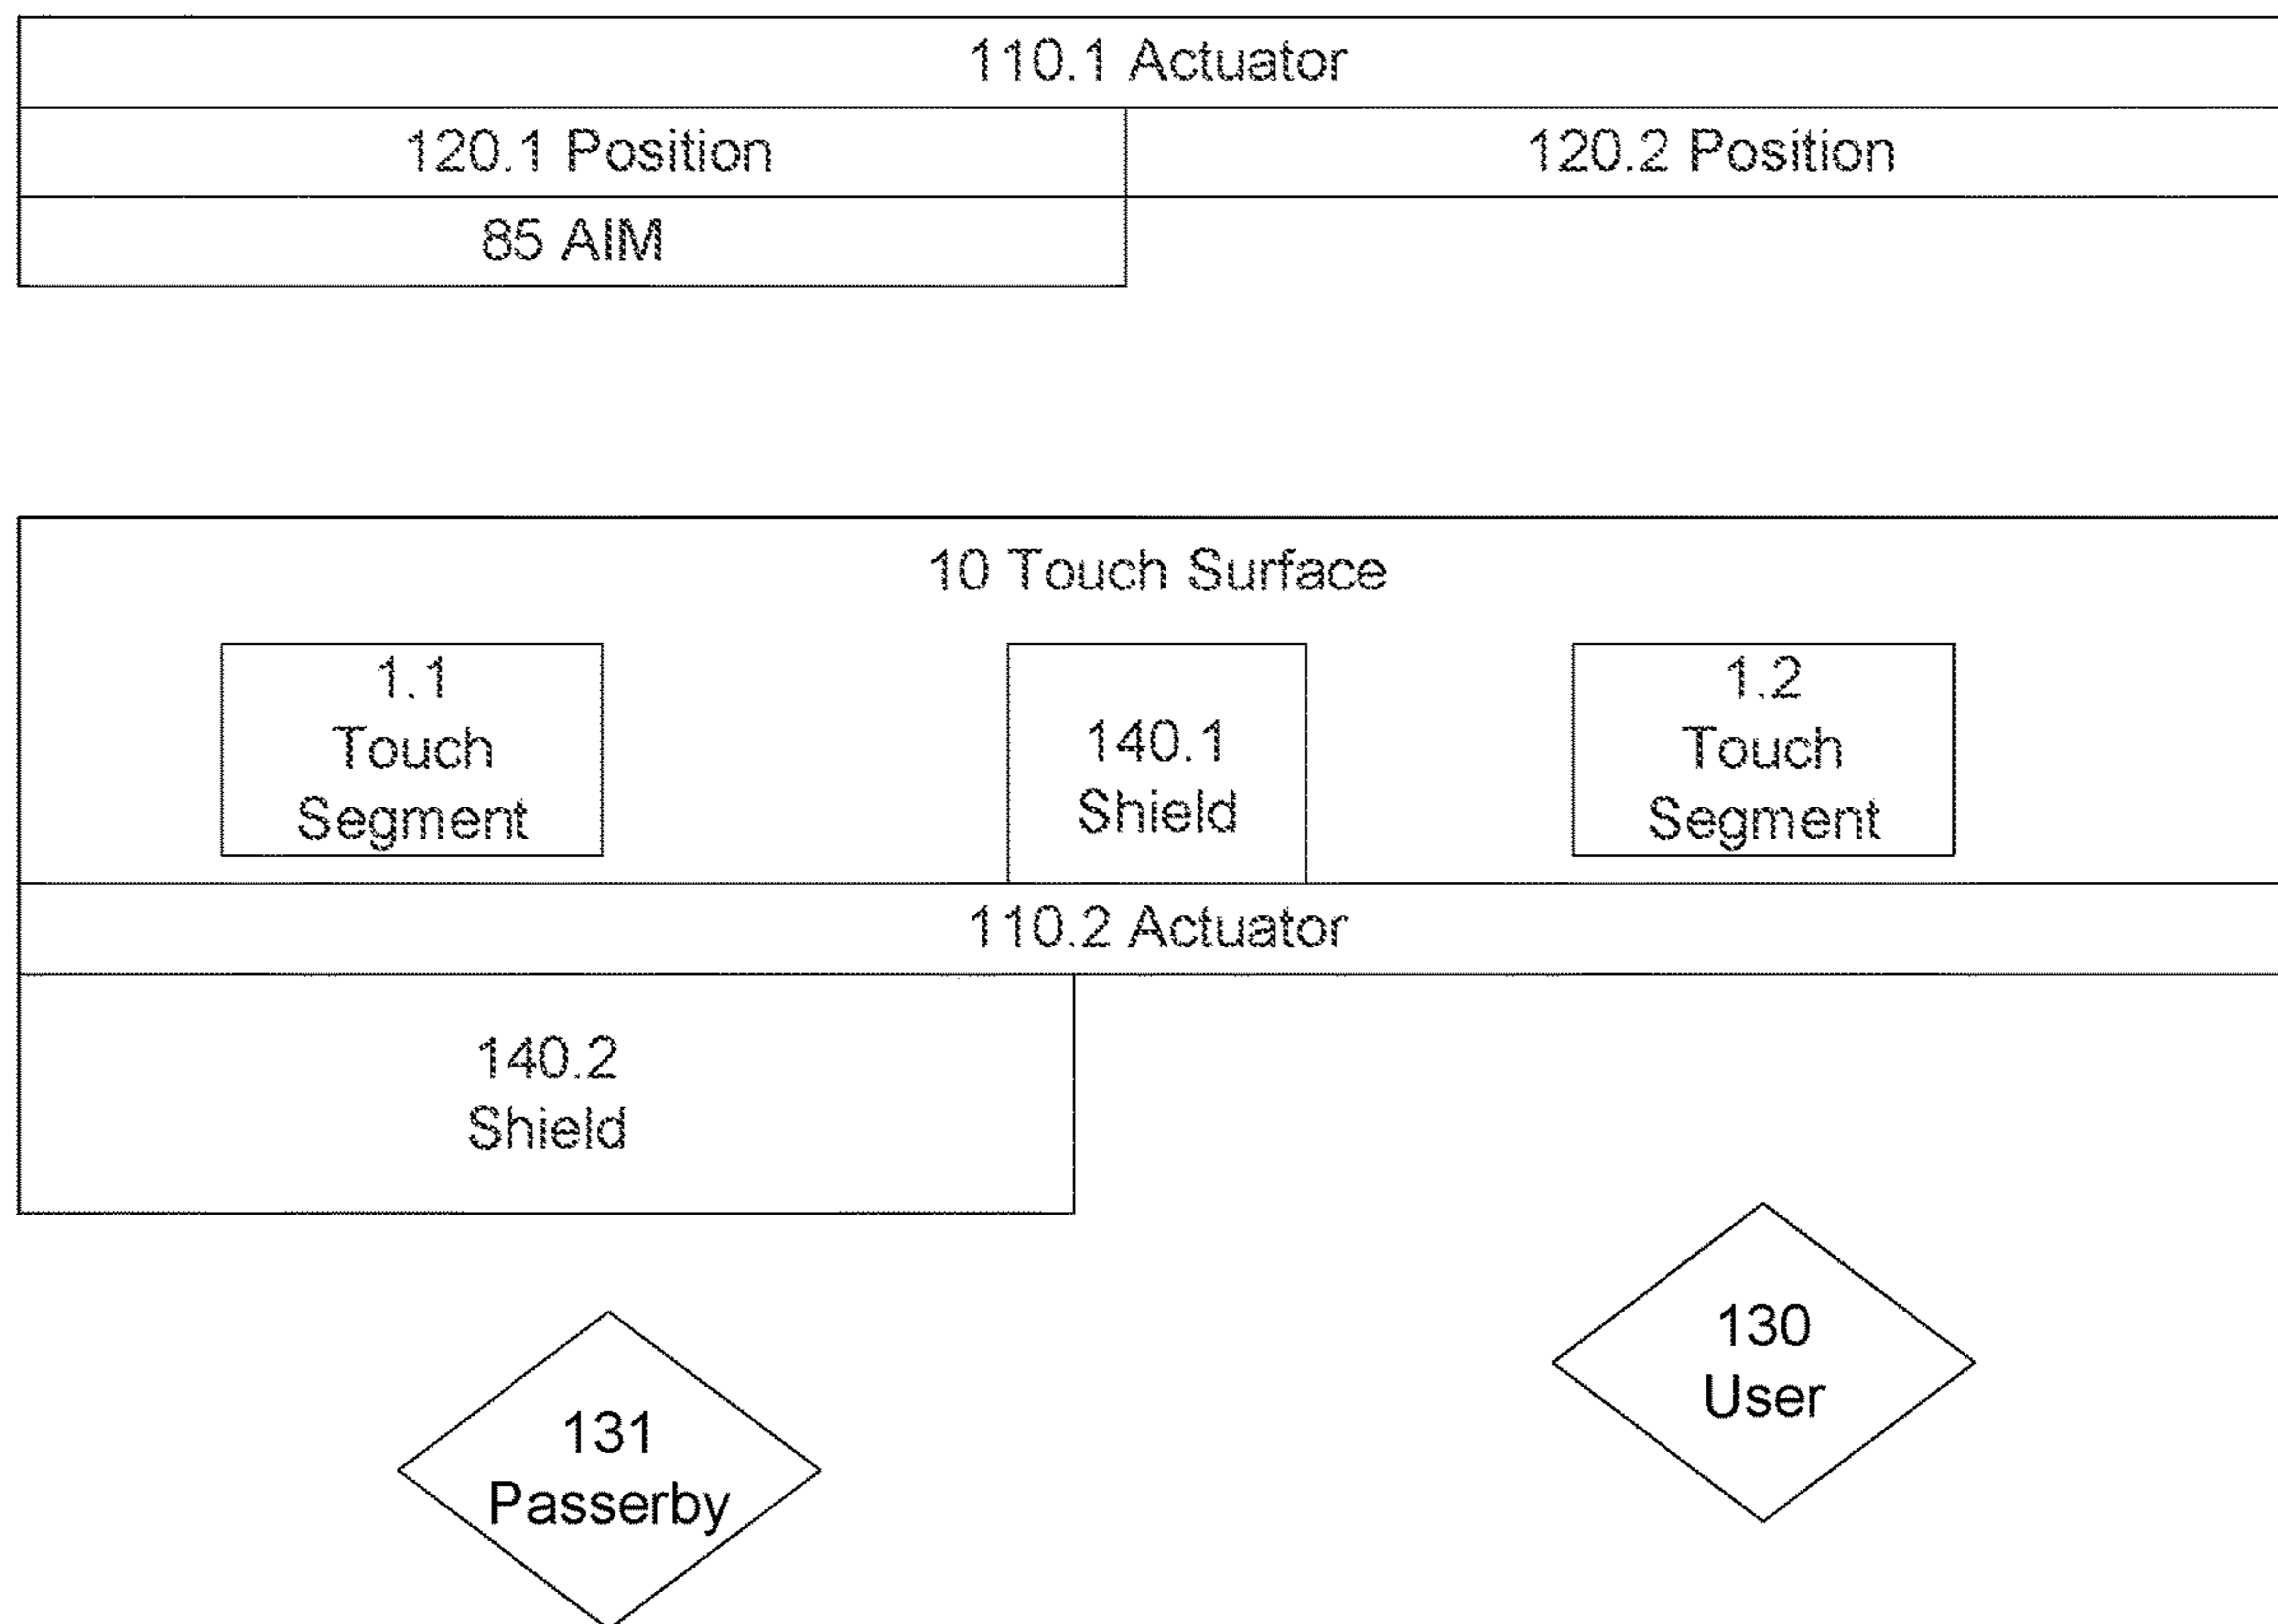 110.1 Actuator
120.1 Position
120.2 Position
85 AIM
10 Touch Surface
1.1
Touch
Segment
140.1
Shield
1.2
Touch
Segment
110.2 Actuator
140.2
Shield
130
User
131
Passerby